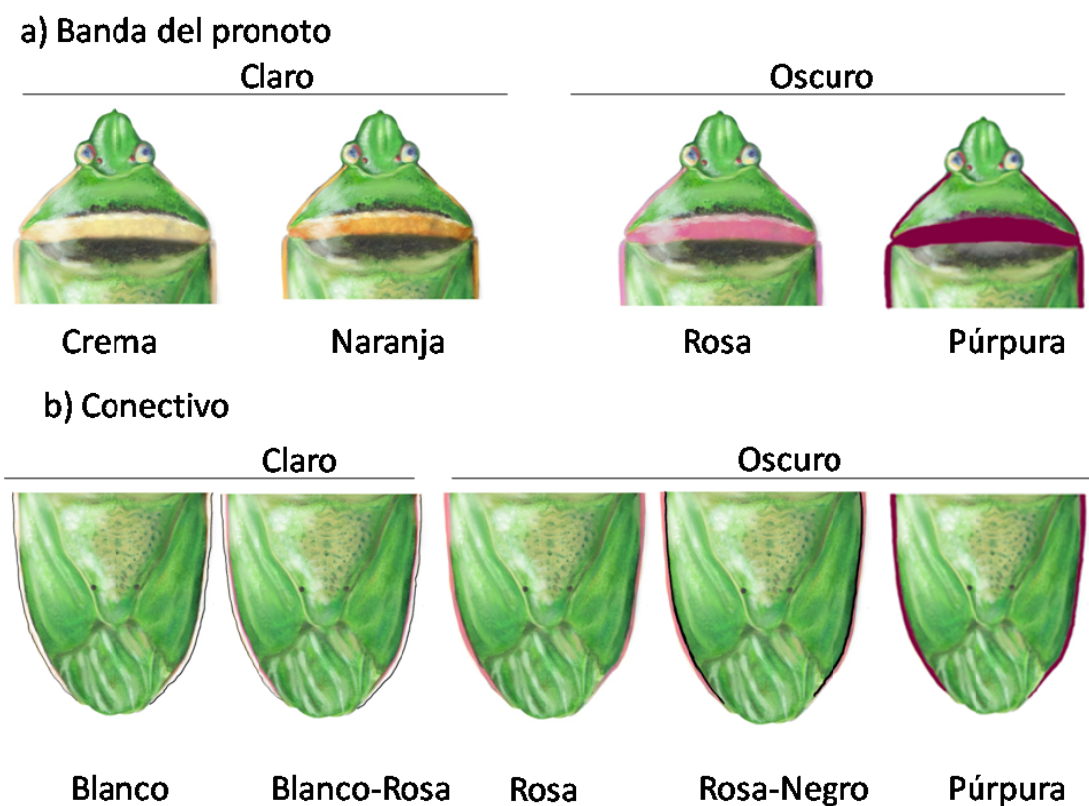 a) Banda del pronoto
Claro Oscuro
Crema Naranja Rosa Púrpura
b) Conectivo
Claro Oscuro
Blanco Blanco-Rosa Rosa Rosa-Negro Púrpura